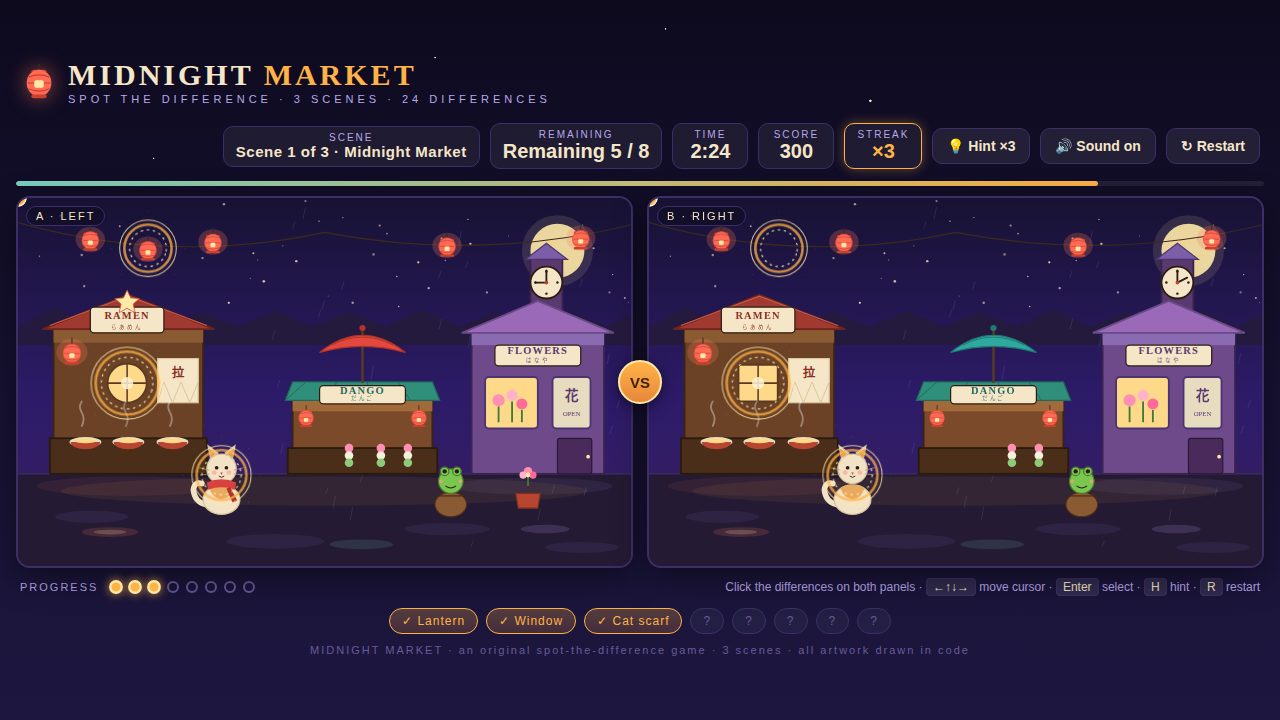 MIDNIGHT MARKET
SPOT THE DIFFERENCE · 3 SCENES · 24 DIFFERENCES
SCENE
Scene 1 of 3 · Midnight Market
REMAINING
Remaining 5 / 8
TIME
2:24
SCORE
300
STREAK
×3
💡 Hint ×3
🔊 Sound on
↻ Restart
A · LEFT
RAMEN
らあめん
拉
DANGO
だんご
FLOWERS
はなや
花
OPEN
VS
B · RIGHT
RAMEN
らあめん
拉
DANGO
だんご
FLOWERS
はなや
花
OPEN
PROGRESS
Click the differences on both panels · ←↑↓→ move cursor · Enter select · H hint · R restart
✓ Lantern
✓ Window
✓ Cat scarf
?
?
?
?
?
MIDNIGHT MARKET · an original spot-the-difference game · 3 scenes · all artwork drawn in code